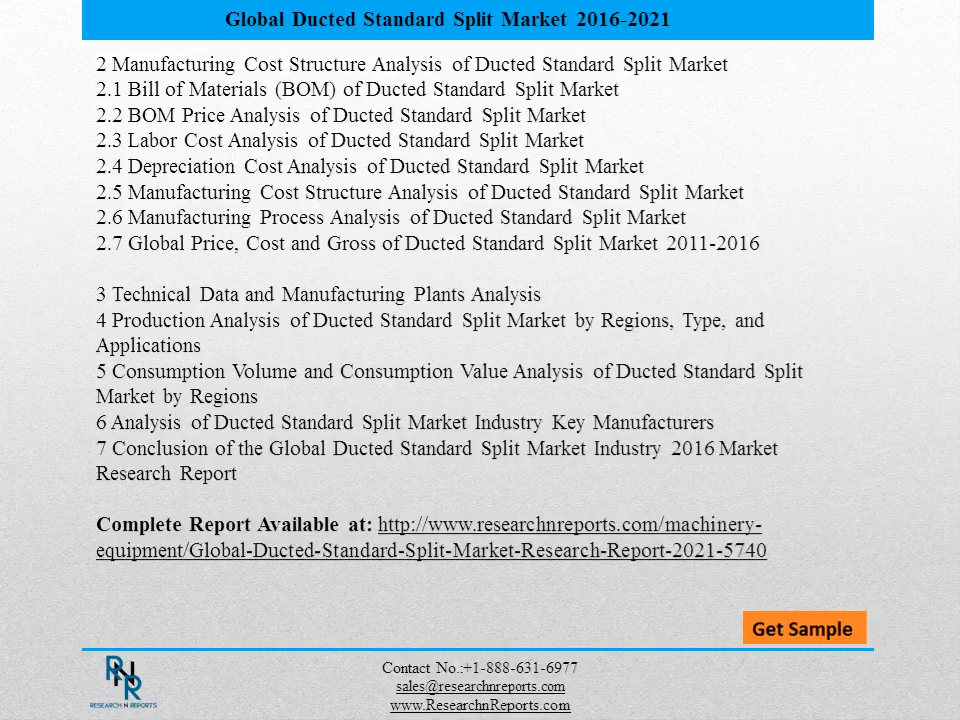 Global Ducted Standard Split Market 2016-2021
2 Manufacturing Cost Structure Analysis of Ducted Standard Split Market
2.1 Bill of Materials (BOM) of Ducted Standard Split Market
2.2 BOM Price Analysis of Ducted Standard Split Market
2.3 Labor Cost Analysis of Ducted Standard Split Market
2.4 Depreciation Cost Analysis of Ducted Standard Split Market
2.5 Manufacturing Cost Structure Analysis of Ducted Standard Split Market
2.6 Manufacturing Process Analysis of Ducted Standard Split Market
2.7 Global Price, Cost and Gross of Ducted Standard Split Market 2011-2016
3 Technical Data and Manufacturing Plants Analysis
4 Production Analysis of Ducted Standard Split Market by Regions, Type, and
Applications
5 Consumption Volume and Consumption Value Analysis of Ducted Standard Split
Market by Regions
6 Analysis of Ducted Standard Split Market Industry Key Manufacturers
7 Conclusion of the Global Ducted Standard Split Market Industry 2016 Market
Research Report
Complete Report Available at: http://www.researchnreports.com/machinery-
equipment/Global-Ducted-Standard-Split-Market-Research-Report-2021-5740
Get Sample
RNR
RESEARCH N REPORTS
Contact No.:+1-888-631-6977
sales@researchnreports.com
www.ResearchnReports.com